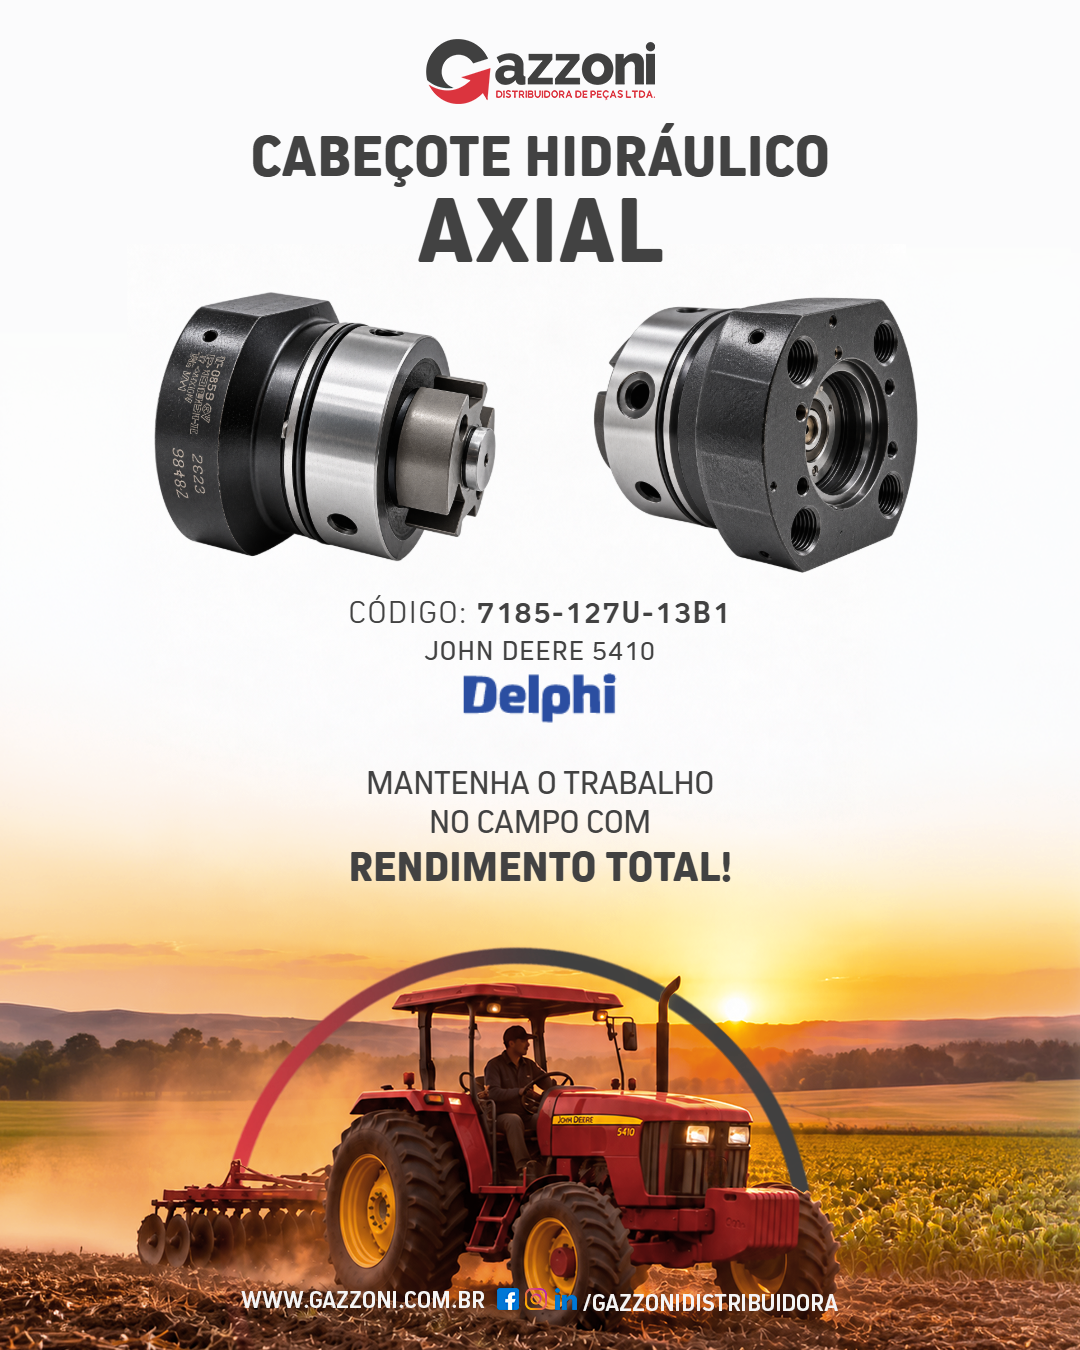 Gazzoni
DISTRIBUIDORA DE PEÇAS LTDA.
CABEÇOTE HIDRÁULICO
AXIAL
2623
98482
CÓDIGO: 7185-127U-13B1
JOHN DEERE 5410
Delphi
MANTENHA O TRABALHO
NO CAMPO COM
RENDIMENTO TOTAL!
JOHN DEERE
5410
WWW.GAZZONI.COM.BR /GAZZONIDISTRIBUIDORA